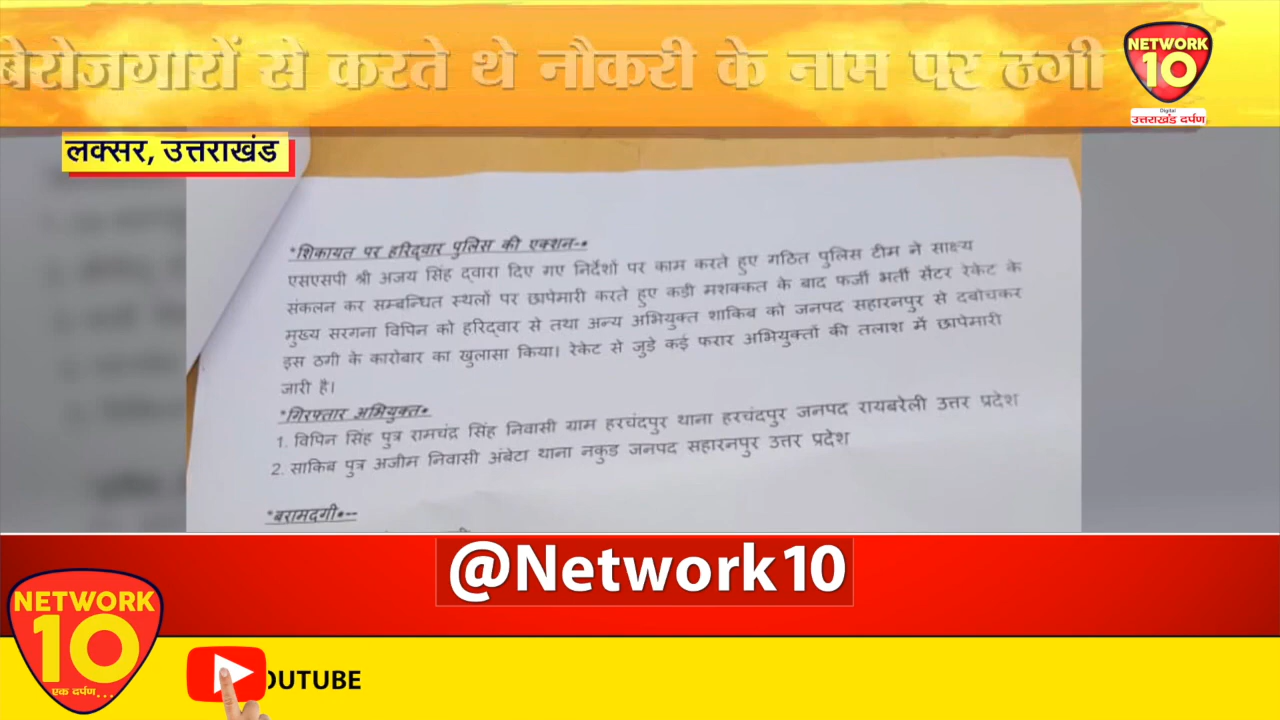 बेरोजगारों से करते थे नौकरी के नाम पर ठगी
NETWORK
10
Digital
उत्तराखंड दर्पण
लक्सर, उत्तराखंड
*शिकायत पर हरिद्वार पुलिस की एक्शन-*
एसएसपी श्री अजय सिंह द्वारा दिए गए निर्देशों पर काम करते हुए गठित पुलिस टीम ने साक्ष्य
संकलन कर सम्बन्धित स्थलों पर छापेमारी करते हुए कडी मशक्कत के बाद फर्जी भर्ती सेंटर रेकेट के
मुख्य सरगना विपिन को हरिद्वार से तथा अन्य अभियुक्त शाकिब को जनपद सहारनपुर से दबोचकर
इस ठगी के कारोबार का खुलासा किया। रेकेट से जुडे कई फरार अभियुक्तों की तलाश में छापेमारी
जारी है।
*गिरफ्तार अभियुक्त*
1. विपिन सिंह पुत्र रामचंद्र सिंह निवासी ग्राम हरचंदपुर थाना हरचंदपुर जनपद रायबरेली उत्तर प्रदेश
2. साकिब पुत्र अजीम निवासी अंबेटा थाना नकुड जनपद सहारनपुर उत्तर प्रदेश
*बरामदगी*--
@Network10
NETWORK
10
एक दर्पण...
OUTUBE